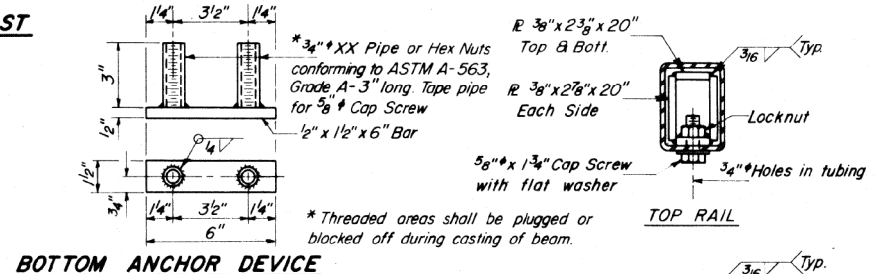 ST
1¼"
3½"
1¼"
3"
½"
* ¾"ϕ XX Pipe or Hex Nuts
conforming to ASTM A-563,
Grade A-3" long. Tape pipe
for ⅝"ϕ Cap Screw
½" x 1½" x 6" Bar
¼
1½"
¾"
1¼"
3½"
1¼"
6"
* Threaded areas shall be plugged or
blocked off during casting of beam.
BOTTOM ANCHOR DEVICE
℄ ⅜" x 2⅜" x 20"
Top & Bott.
℄ ⅜" x 2⅞" x 20"
Each Side
3/16
Typ.
Locknut
⅝"ϕ x 1¾" Cap Screw
with flat washer
¾"ϕ Holes in tubing
TOP RAIL
3/16
Typ.